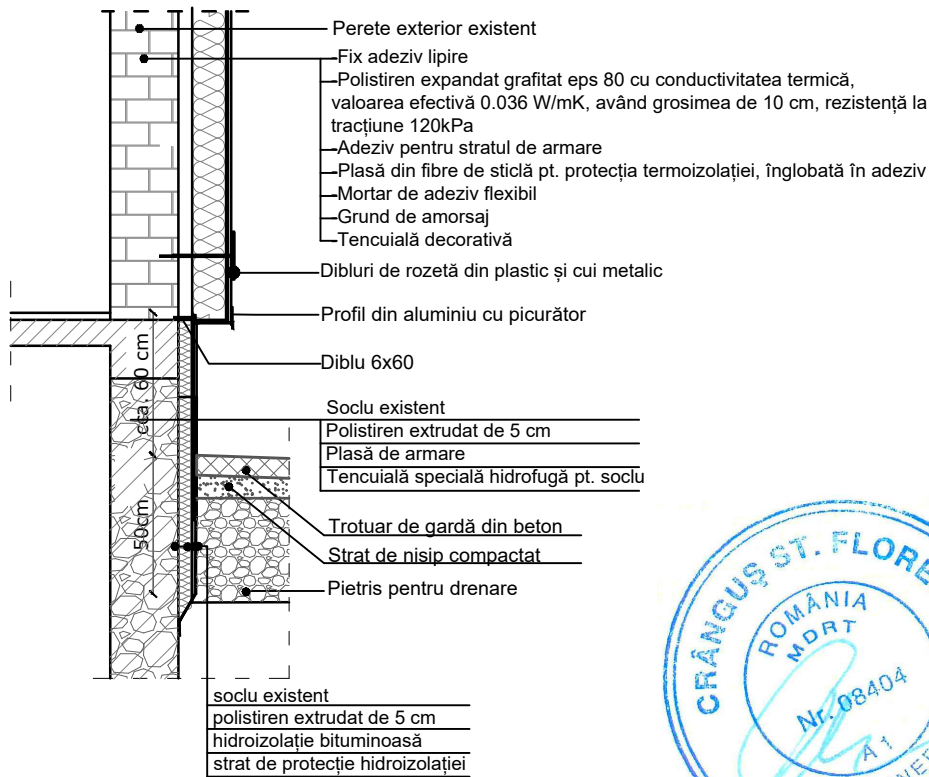 Perete exterior existent
Fix adeziv lipire
Polistiren expandat grafitat eps 80 cu conductivitatea termică,
valoarea efectivă 0.036 W/mK, având grosimea de 10 cm, rezistență la
tracțiune 120kPa
Adeziv pentru stratul de armare
Plasă din fibre de sticlă pt. protecția termoizolației, înglobată în adeziv
Mortar de adeziv flexibil
Grund de amorsaj
Tencuială decorativă
Dibluri de rozetă din plastic și cui metalic
Profil din aluminiu cu picurător
Diblu 6x60
cca. 60 cm
50cm
Soclu existent
Polistiren extrudat de 5 cm
Plasă de armare
Tencuială specială hidrofugă pt. soclu
Trotuar de gardă din beton
Strat de nisip compactat
Pietris pentru drenare
soclu existent
polistiren extrudat de 5 cm
hidroizolație bituminoasă
strat de protecție hidroizolației
CRÂNGUȘ ST. FLORE
ROMÂNIA
MDRT
Nr. 08404
A 1